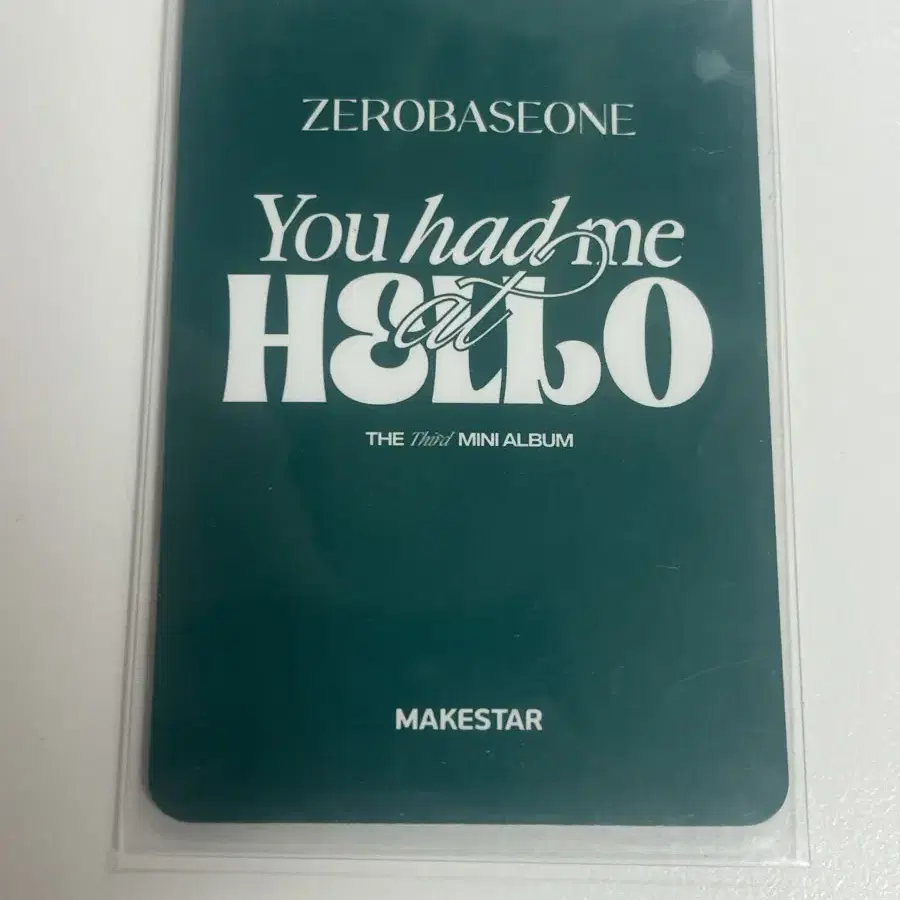 ZEROBASEONE
You had me
at
HELLO
THE Third MINI ALBUM
MAKESTAR